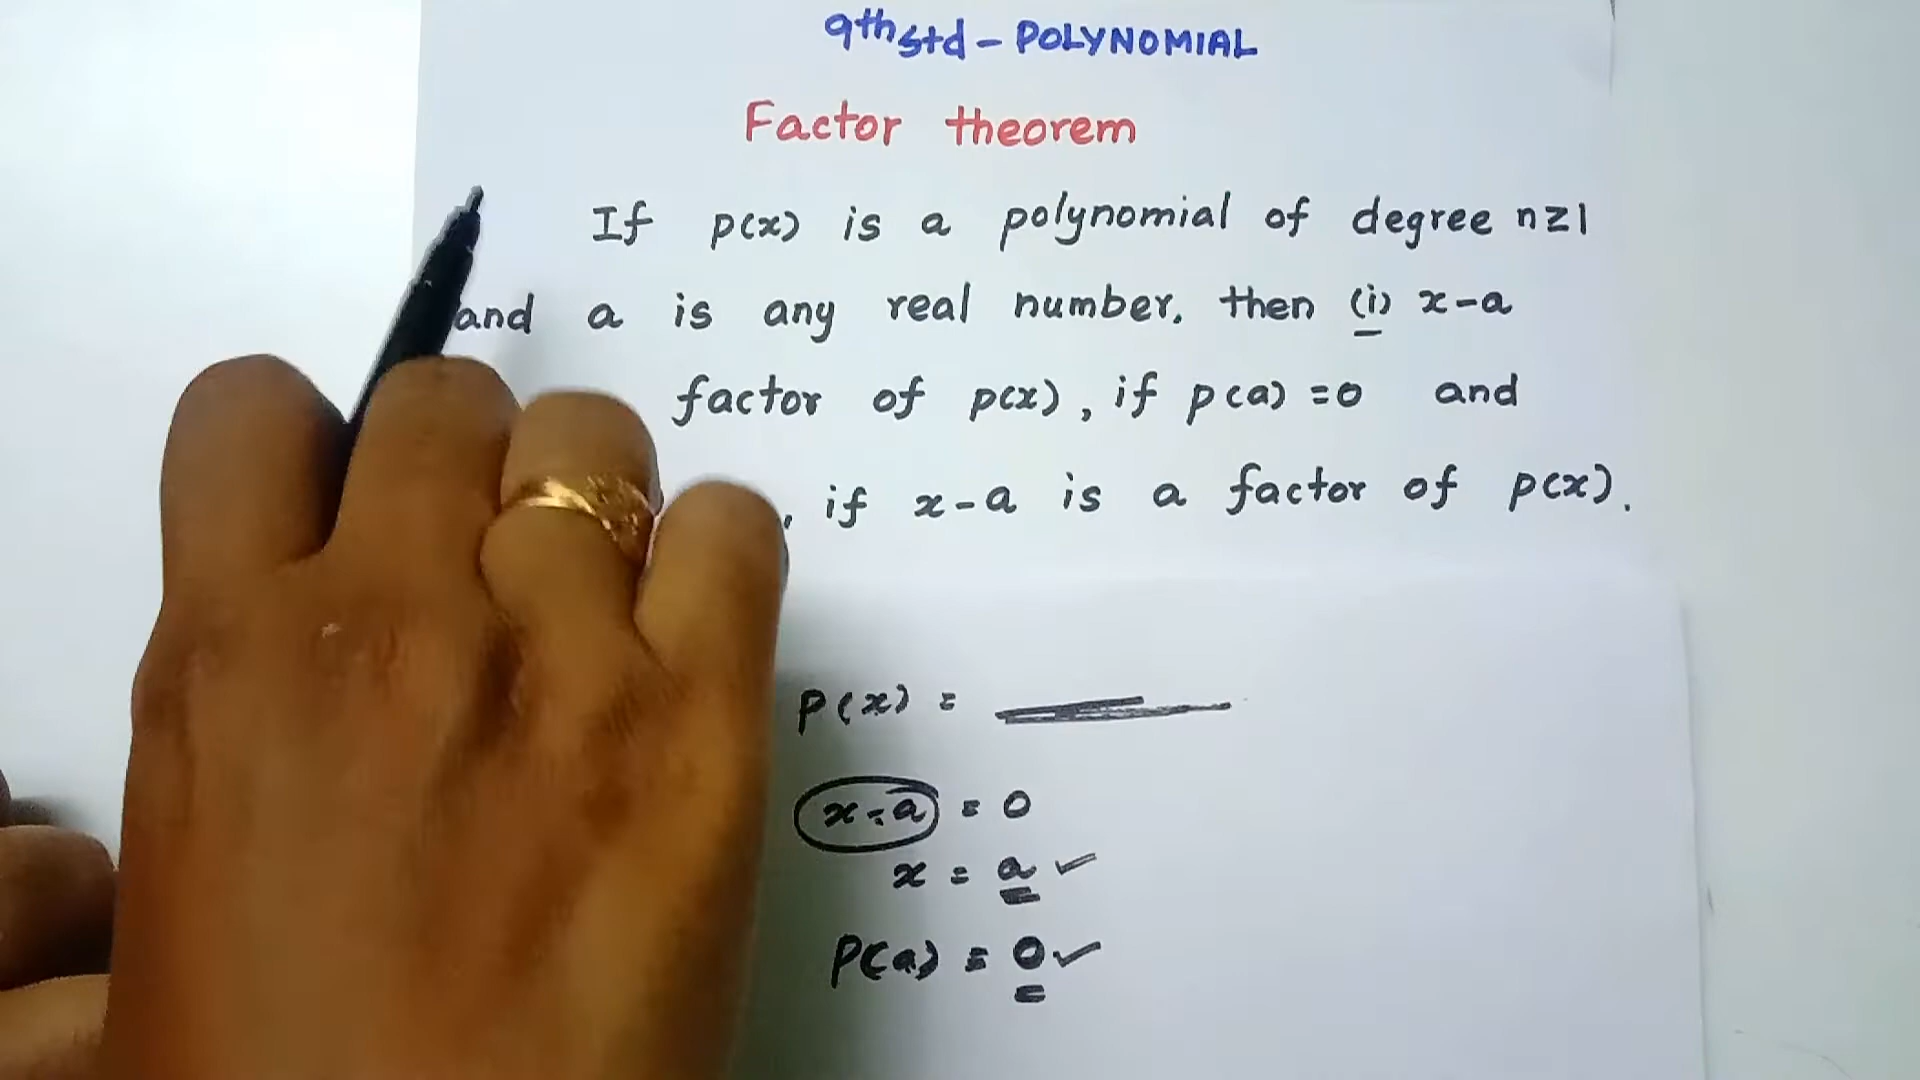 9th std - POLYNOMIAL
Factor theorem
If p(x) is a polynomial of degree n≥1
and a is any real number, then (i) x-a
factor of p(x), if p(a) =0 and
, if x-a is a factor of p(x).
P(x) =
x-a = 0
x = a ✓
P(a) = 0 ✓